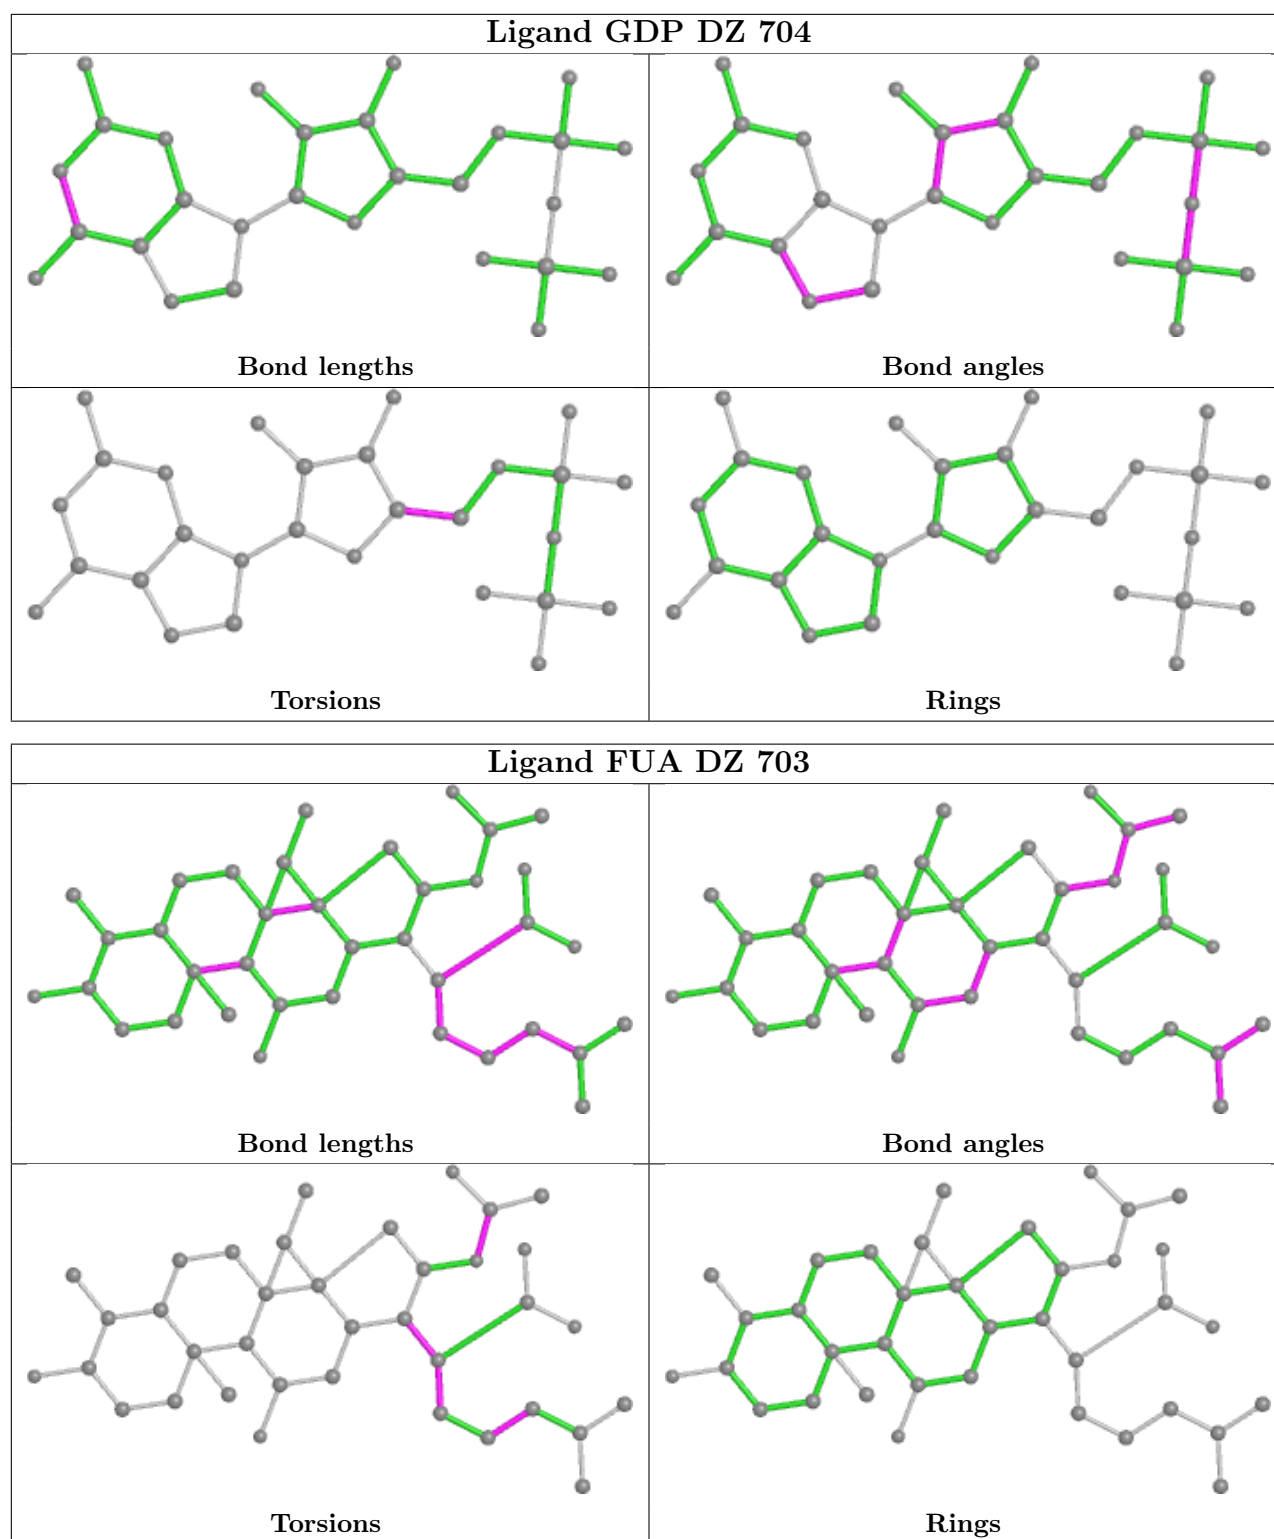 Ligand GDP DZ 704
Bond lengths
Bond angles
Torsions
Rings
Ligand FUA DZ 703
Bond lengths
Bond angles
Torsions
Rings